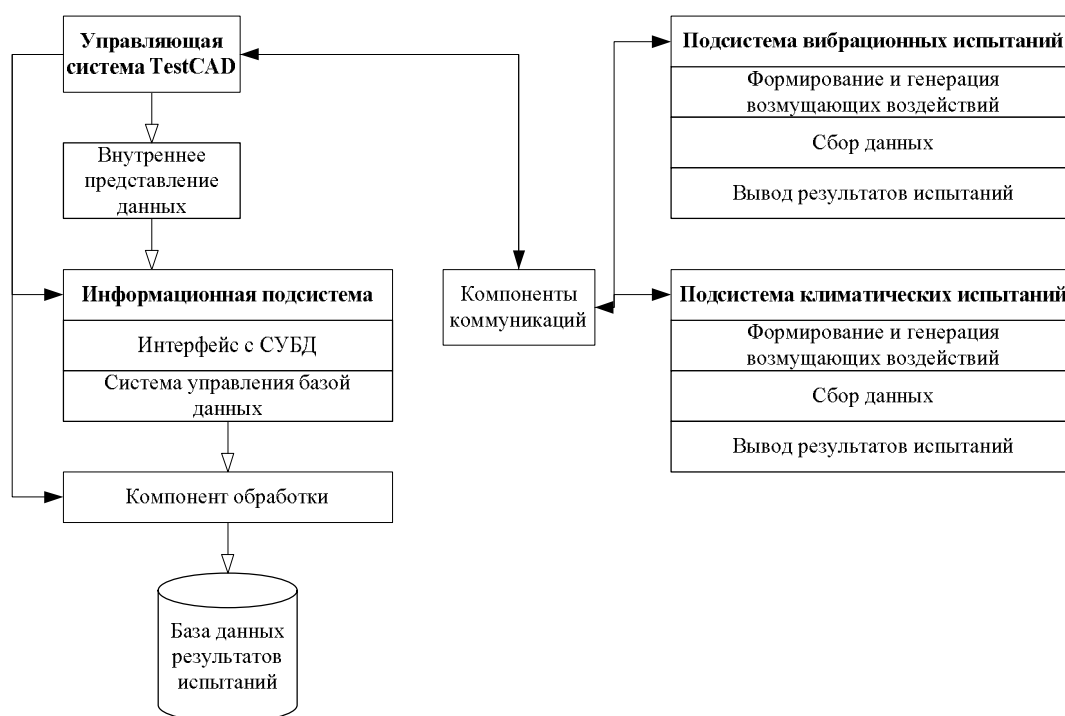 Управляющая
система TestCAD
Внутреннее
представление
данных
Информационная подсистема
Интерфейс с СУБД
Система управления базой
данных
Компонент обработки
База данных
результатов
испытаний
Компоненты
коммуникаций
Подсистема вибрационных испытаний
Формирование и генерация
возмущающих воздействий
Сбор данных
Вывод результатов испытаний
Подсистема климатических испытаний
Формирование и генерация
возмущающих воздействий
Сбор данных
Вывод результатов испытаний